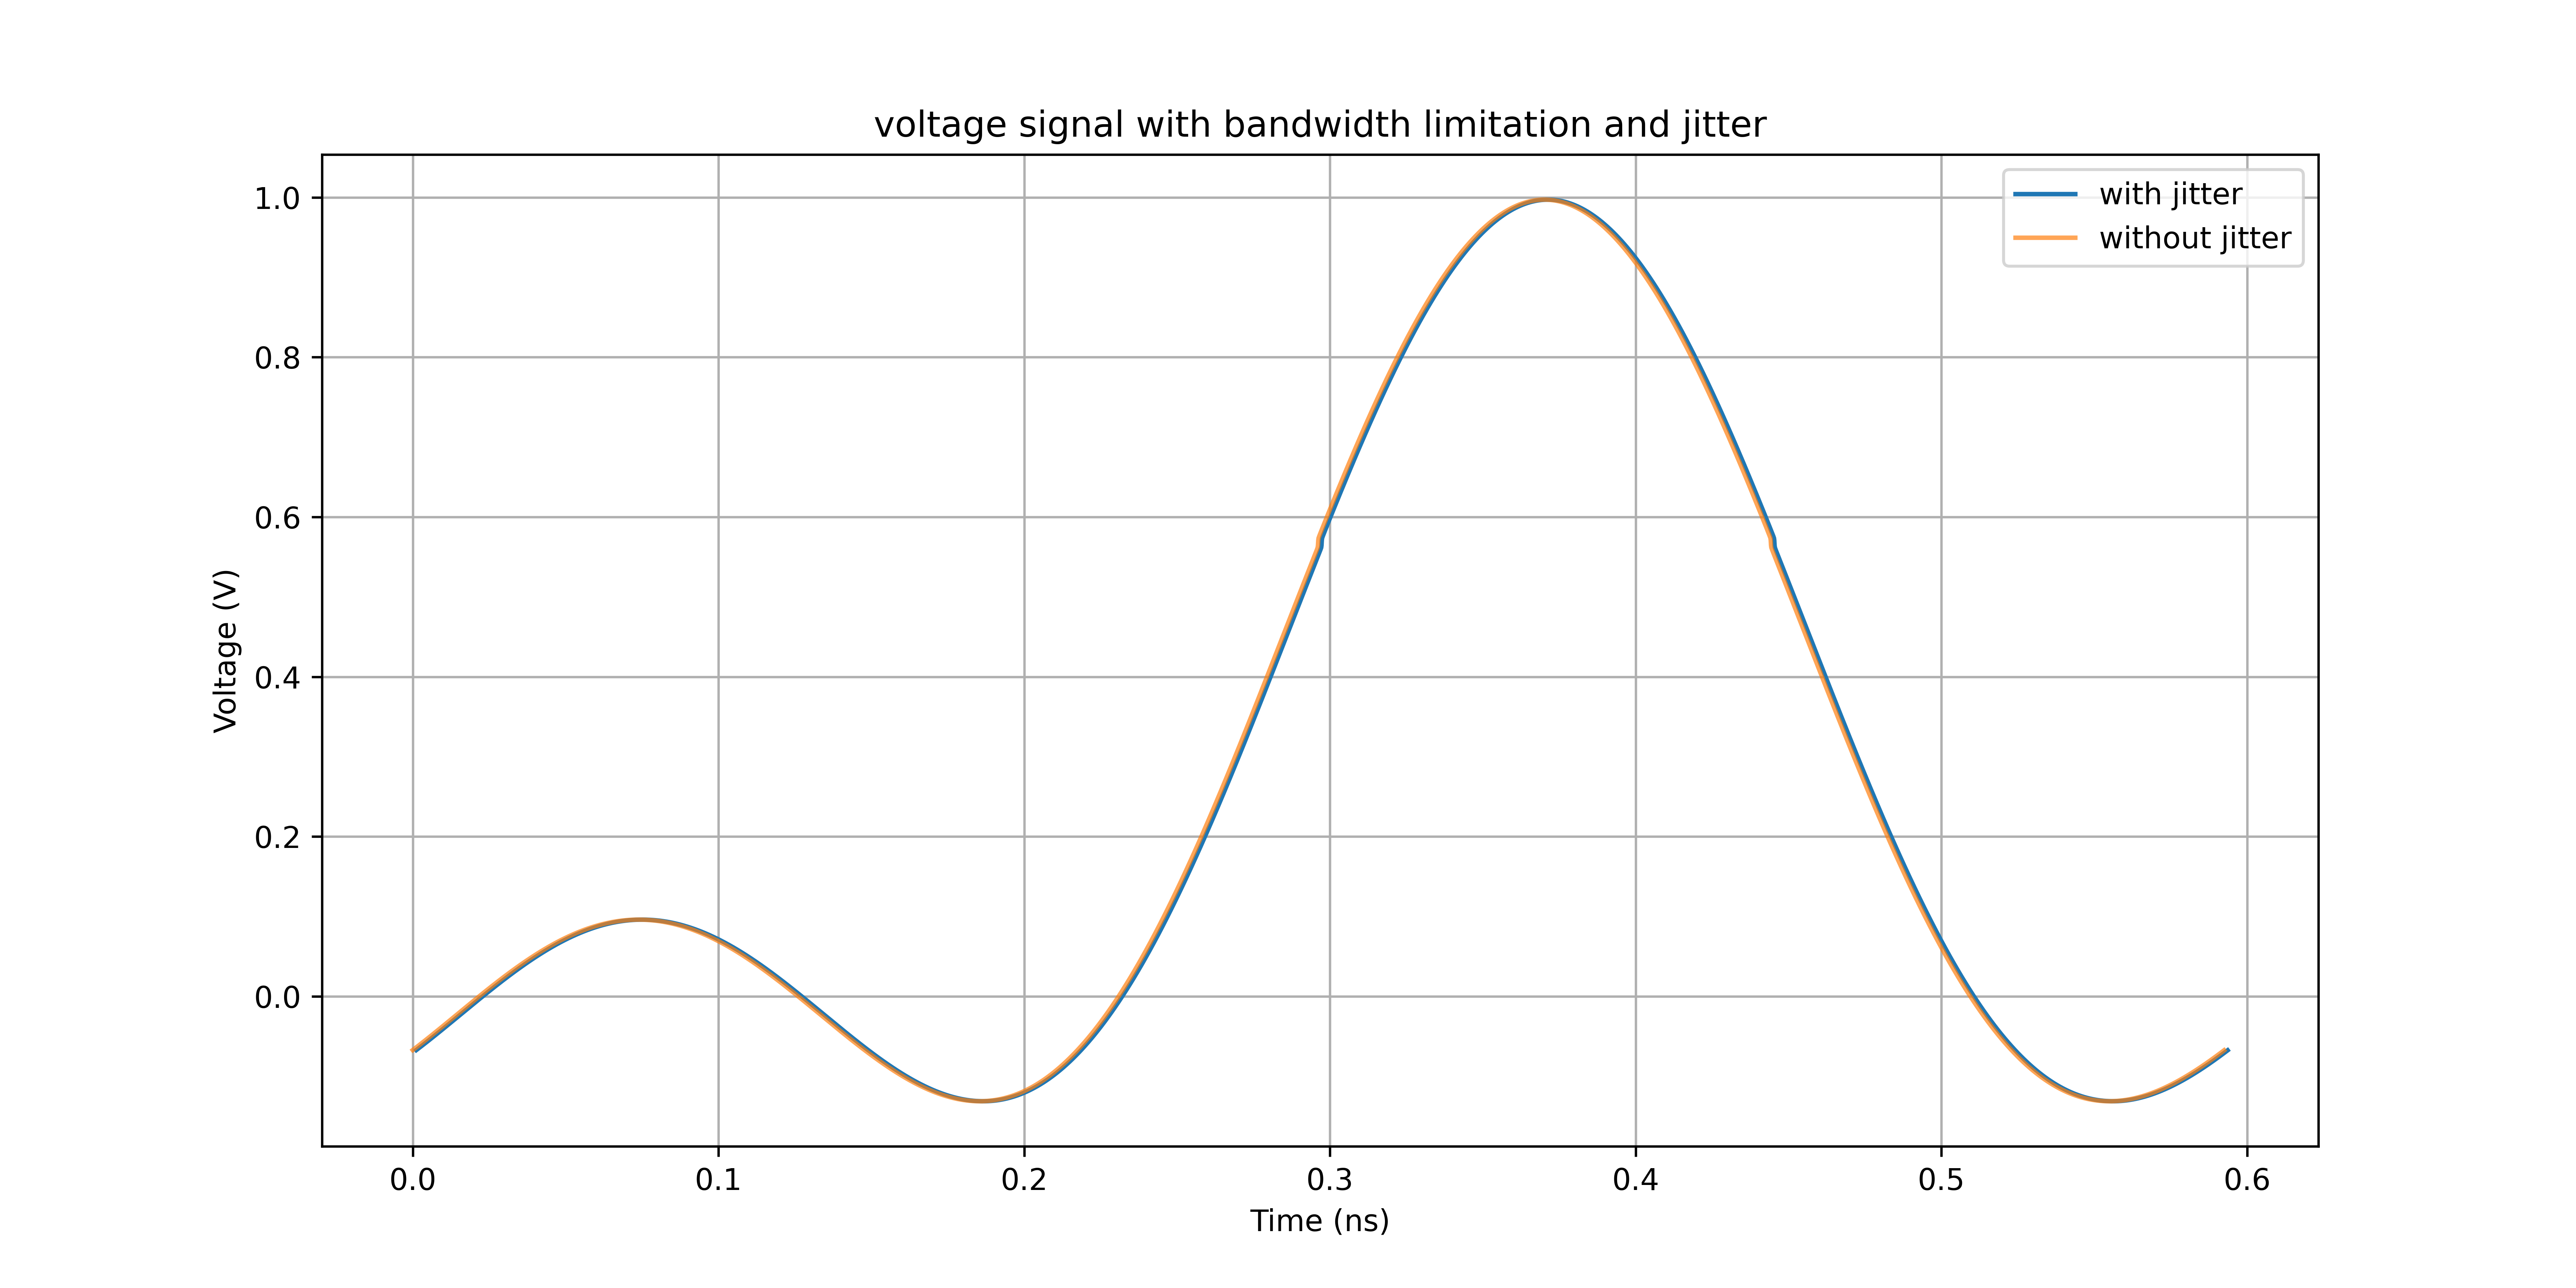 voltage signal with bandwidth limitation and jitter
with jitter
without jitter
1.0
0.8
0.6
0.4
0.2
0.0
Voltage (V)
0.0 0.1 0.2 0.3 0.4 0.5 0.6
Time (ns)